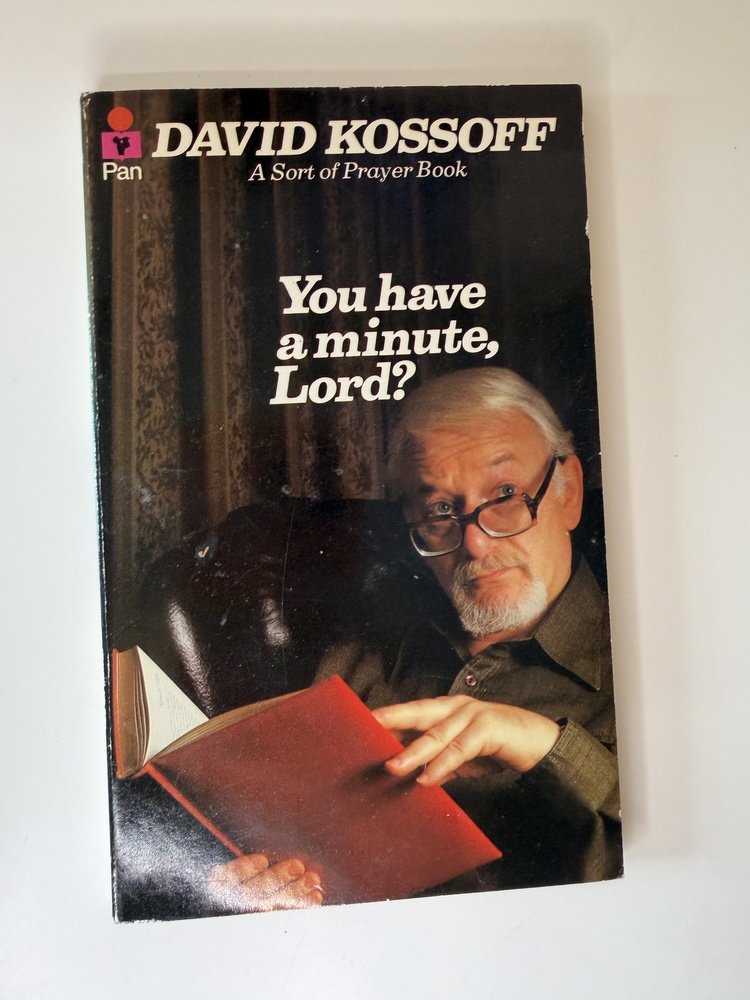 DAVID KOSSOFF
Pan
A Sort of Prayer Book
You have
a minute,
Lord?